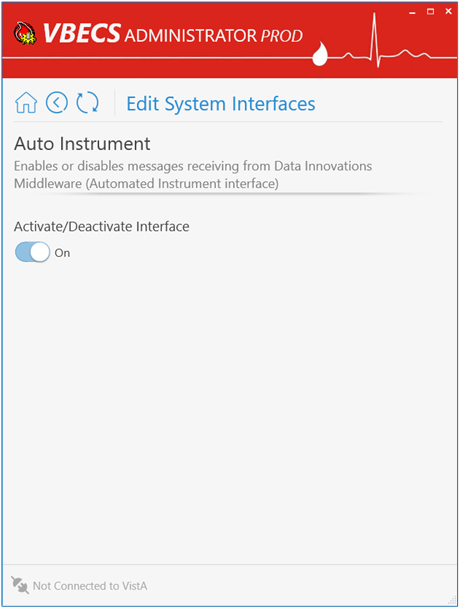 VBECS ADMINISTRATOR PROD
Edit System Interfaces
Auto Instrument
Enables or disables messages receiving from Data Innovations
Middleware (Automated Instrument interface)
Activate/Deactivate Interface
On
Not Connected to VistA